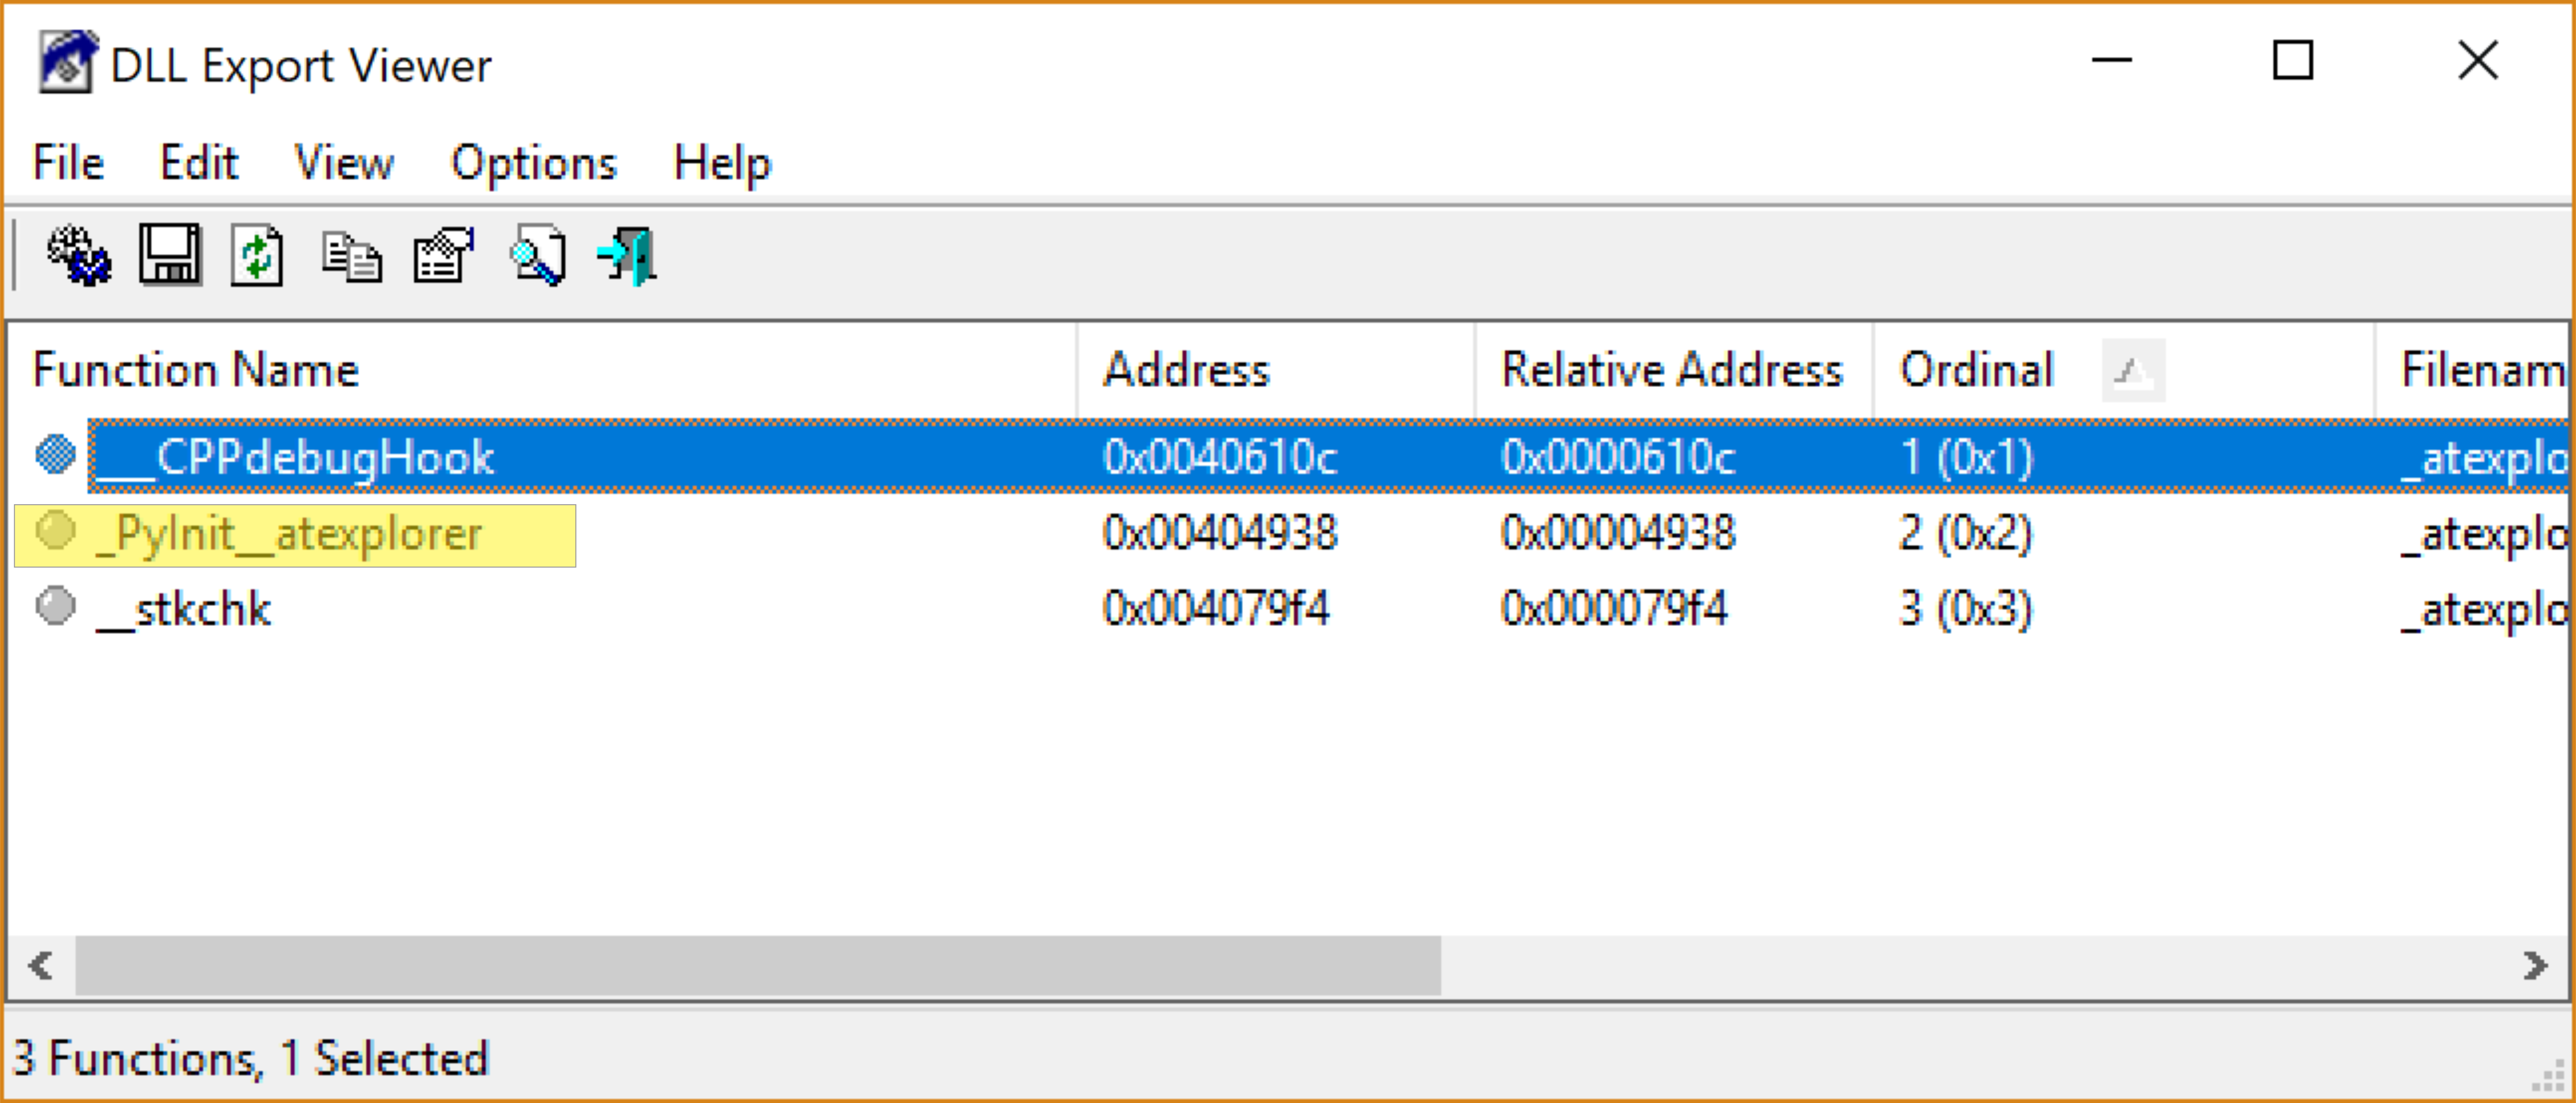 DLL Export Viewer
File Edit View Options Help
Function Name Address Relative Address Ordinal Filenam
___CPPdebugHook 0x0040610c 0x0000610c 1 (0x1) _atexplo
_PyInit__atexplorer 0x00404938 0x00004938 2 (0x2) _atexplo
__stkchk 0x004079f4 0x000079f4 3 (0x3) _atexplo
3 Functions, 1 Selected